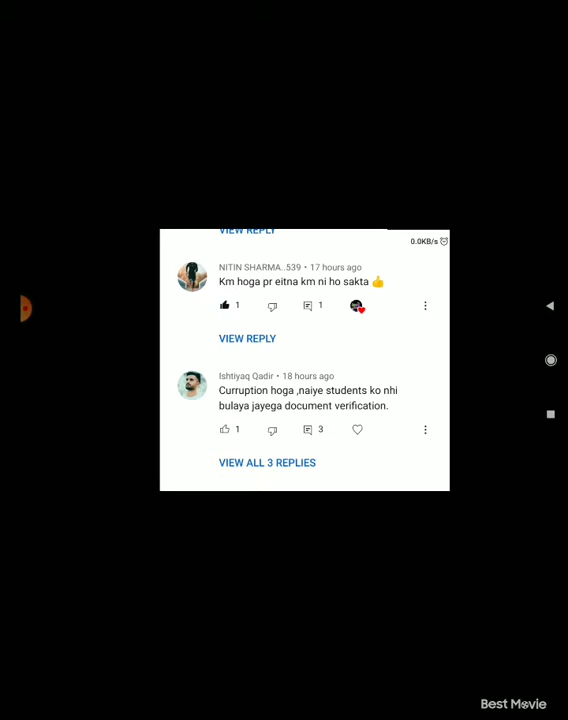 VIEW REPLY
0.0KB/s
NITIN SHARMA..539 • 17 hours ago
Km hoga pr eitna km ni ho sakta 👍
1 1
VIEW REPLY
Ishtiyaq Qadir • 18 hours ago
Curruption hoga ,naiye students ko nhi
bulaya jayega document verification.
1 3
VIEW ALL 3 REPLIES
Best Movie